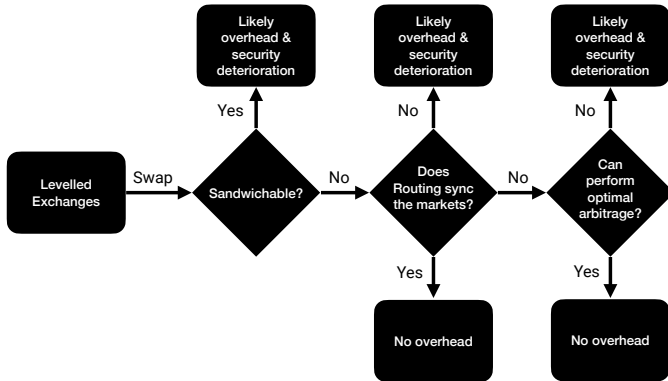 Likely
overhead &
security
deterioration
Likely
overhead &
security
deterioration
Likely
overhead &
security
deterioration
Yes
No
No
Levelled
Exchanges
Swap
Sandwichable?
No
Does
Routing sync
the markets?
No
Can
perform
optimal
arbitrage?
Yes
Yes
No overhead
No overhead